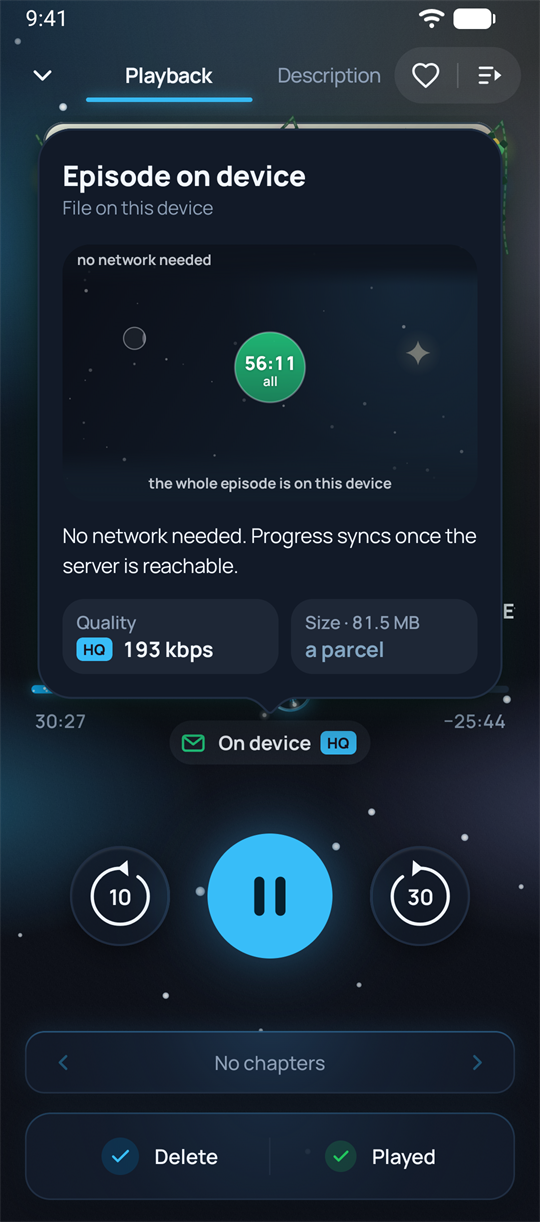 9:41
Playback
Description
Episode on device
File on this device
no network needed
56:11
all
the whole episode is on this device
No network needed. Progress syncs once the
server is reachable.
Quality
HQ 193 kbps
Size · 81.5 MB
a parcel
E
30:27
−25:44
On device HQ
10
30
No chapters
Delete
Played